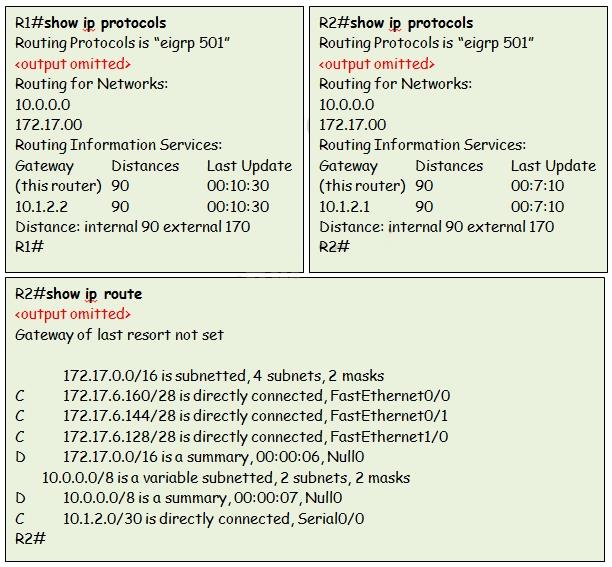 R1#show ip protocols
Routing Protocols is “eigrp 501”
<output omitted>
Routing for Networks:
10.0.0.0
172.17.00
Routing Information Services:
Gateway Distances Last Update
(this router) 90 00:10:30
10.1.2.2 90 00:10:30
Distance: internal 90 external 170
R1#
R2#show ip protocols
Routing Protocols is “eigrp 501”
<output omitted>
Routing for Networks:
10.0.0.0
172.17.00
Routing Information Services:
Gateway Distances Last Update
(this router) 90 00:7:10
10.1.2.1 90 00:7:10
Distance: internal 90 external 170
R2#
R2#show ip route
<output omitted>
Gateway of last resort not set
172.17.0.0/16 is subnetted, 4 subnets, 2 masks
C 172.17.6.160/28 is directly connected, FastEthernet0/0
C 172.17.6.144/28 is directly connected, FastEthernet0/1
C 172.17.6.128/28 is directly connected, FastEthernet1/0
D 172.17.0.0/16 is a summary, 00:00:06, Null0
10.0.0.0/8 is a variable subnetted, 2 subnets, 2 masks
D 10.0.0.0/8 is a summary, 00:00:07, Null0
C 10.1.2.0/30 is directly connected, Serial0/0
R2#